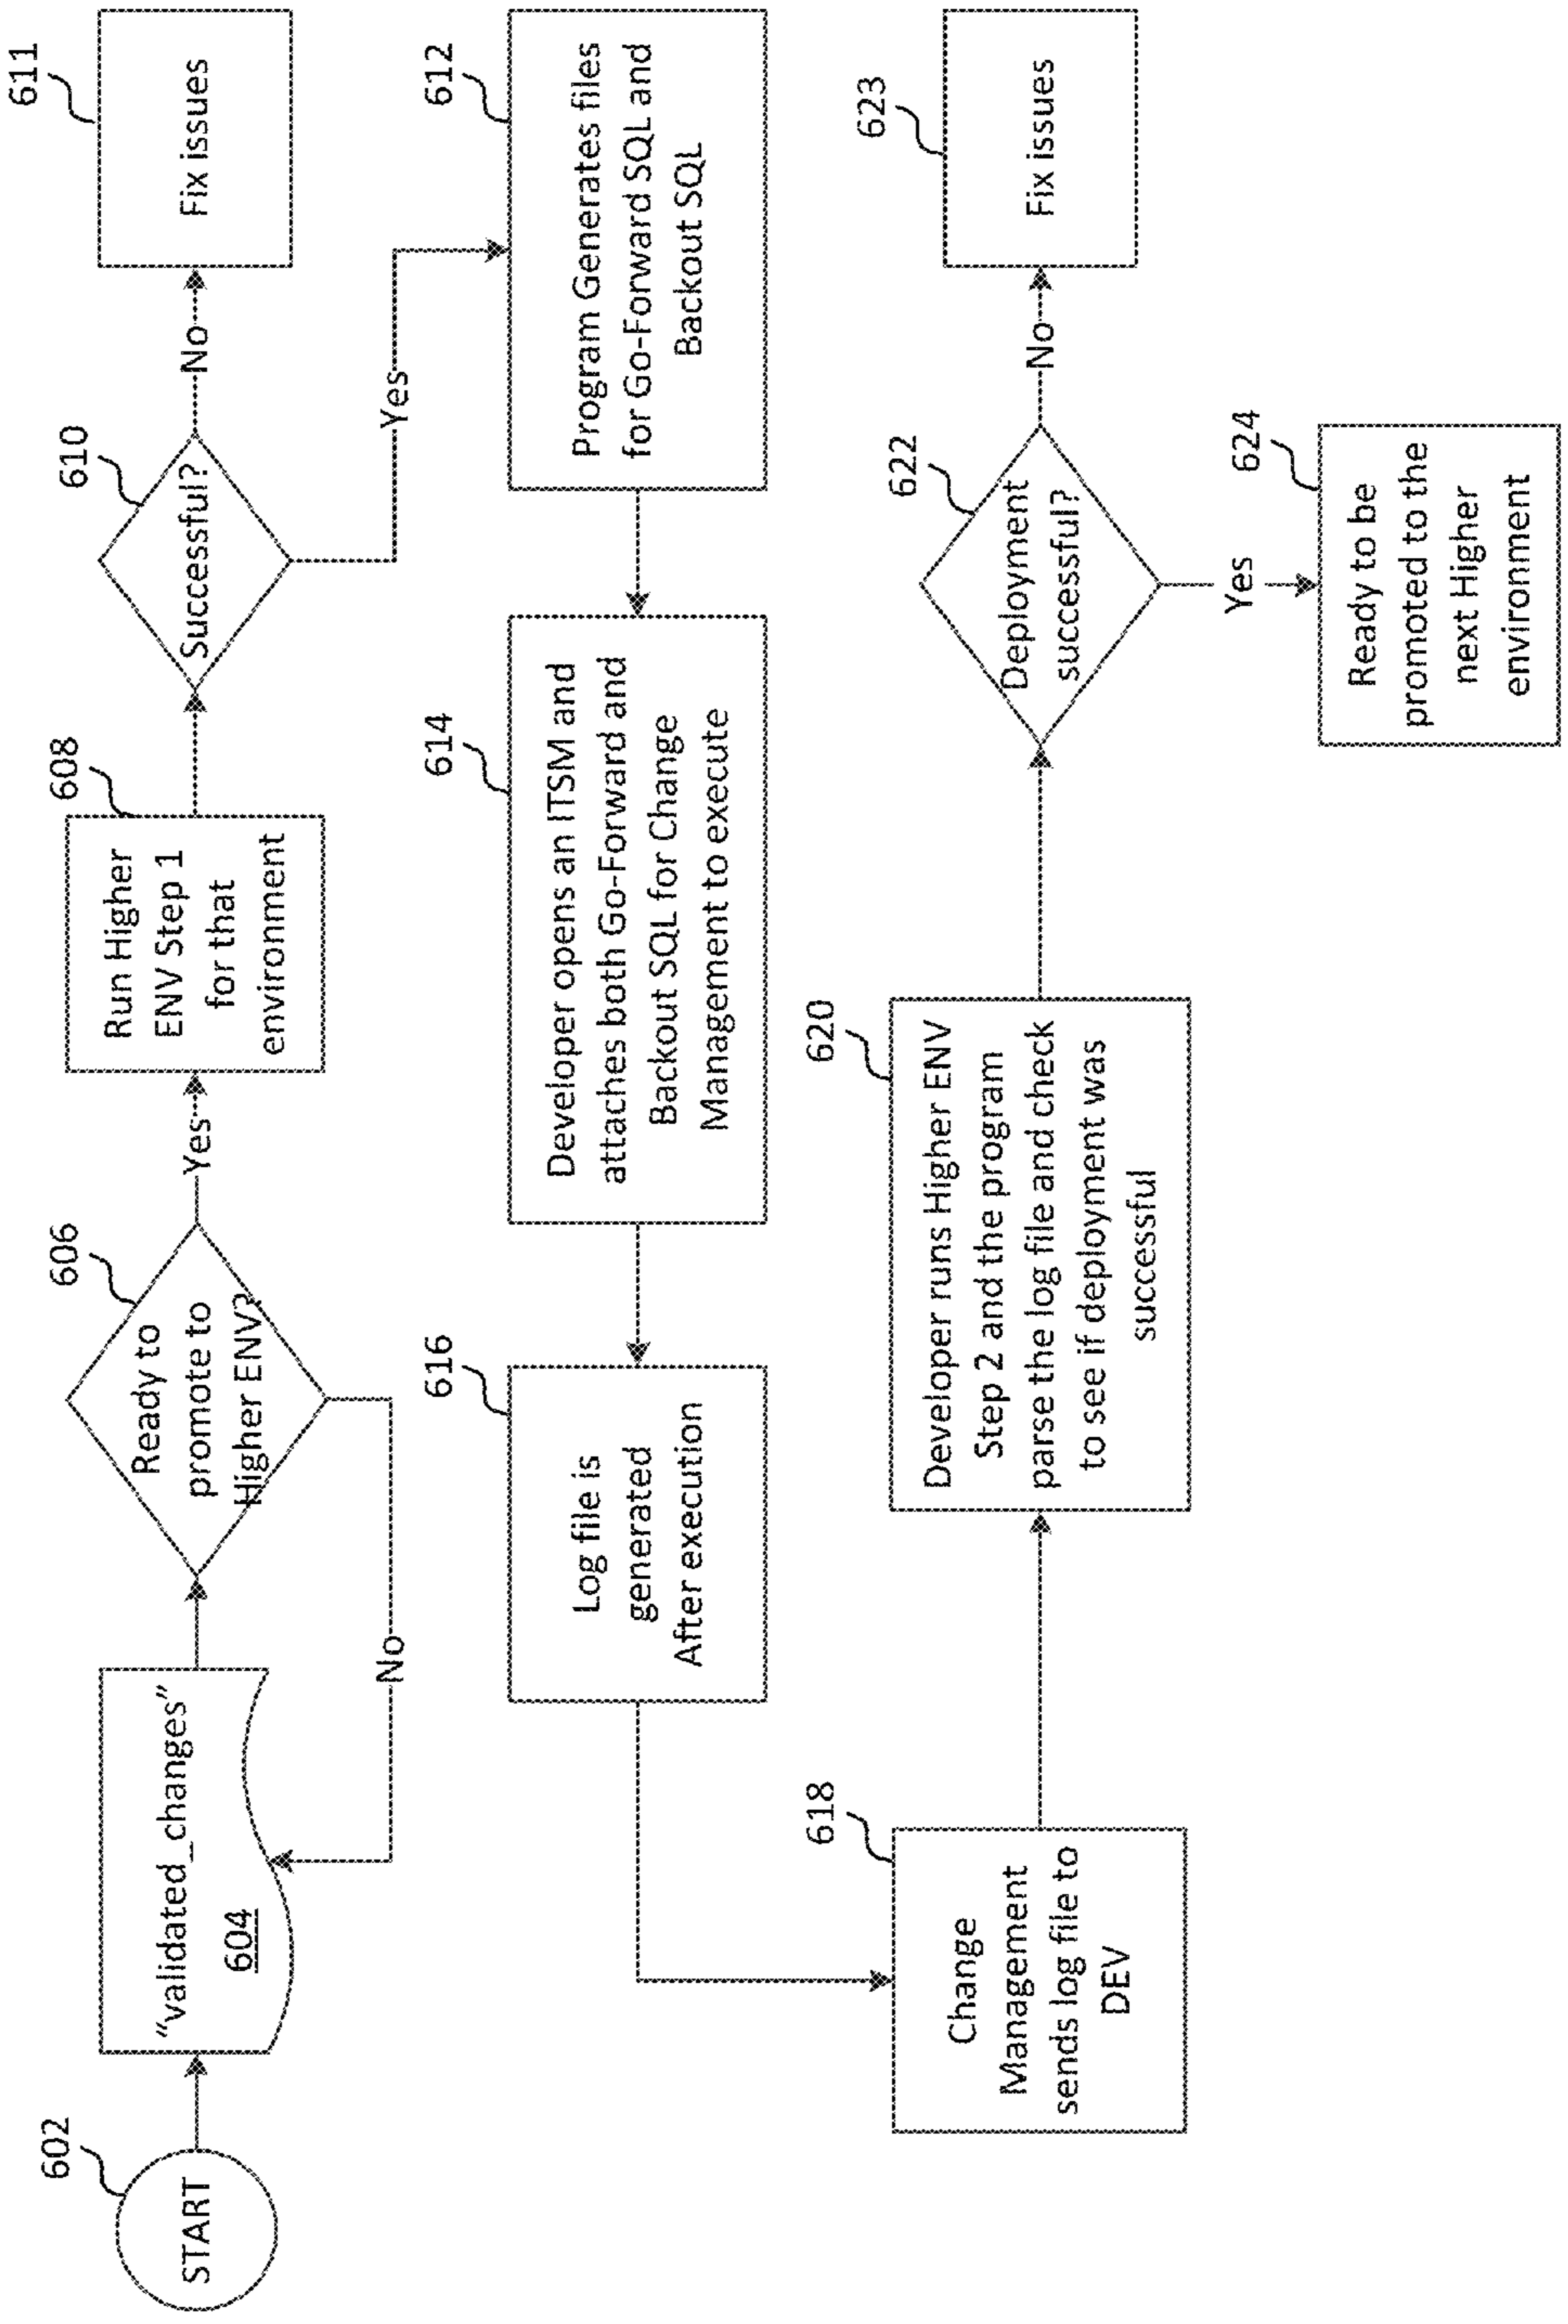 602
START
"validated_changes"
604
No
606
Ready to
promote to
Higher ENV?
Yes
608
Run Higher
ENV Step 1
for that
environment
610
Successful?
No
611
Fix issues
Yes
612
Program Generates files
for Go-Forward SQL and
Backout SQL
614
Developer opens an ITSM and
attaches both Go-Forward and
Backout SQL for Change
Management to execute
616
Log file is
generated
After execution
618
Change
Management
sends log file to
DEV
620
Developer runs Higher ENV
Step 2 and the program
parse the log file and check
to see if deployment was
successful
622
Deployment
successful?
No
623
Fix issues
Yes
624
Ready to be
promoted to the
next Higher
environment